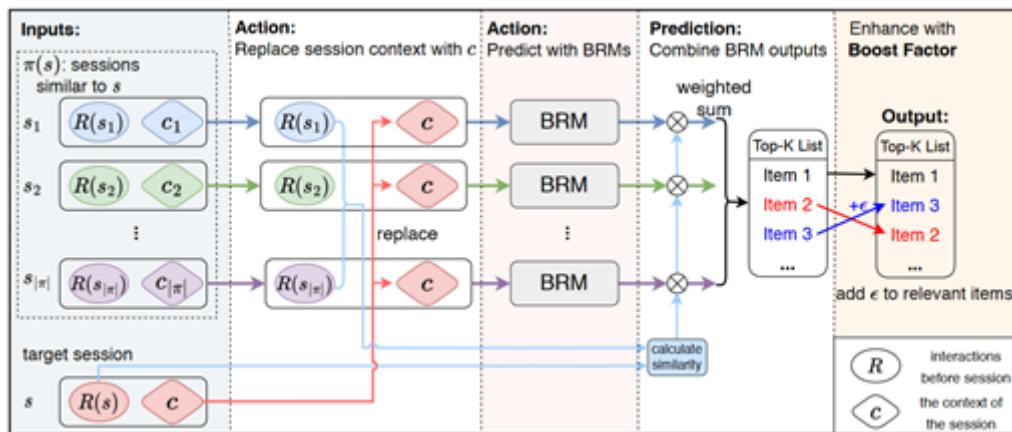 Inputs:
π(s): sessions
similar to s
s₁ R(s₁) c₁
s₂ R(s₂) c₂
⋮
s|π| R(s|π|) c|π|
target session
s R(s) c
Action:
Replace session context with c
R(s₁) c
R(s₂) c
replace
R(s|π|) c
Action:
Predict with BRMs
BRM
BRM
⋮
BRM
Prediction:
Combine BRM outputs
weighted
sum
calculate
similarity
Top-K List
Item 1
Item 2
Item 3
...
Enhance with
Boost Factor
Output:
Top-K List
Item 1
+ϵ Item 3
Item 2
...
add ϵ to relevant items
R interactions
before session
c the context of
the session